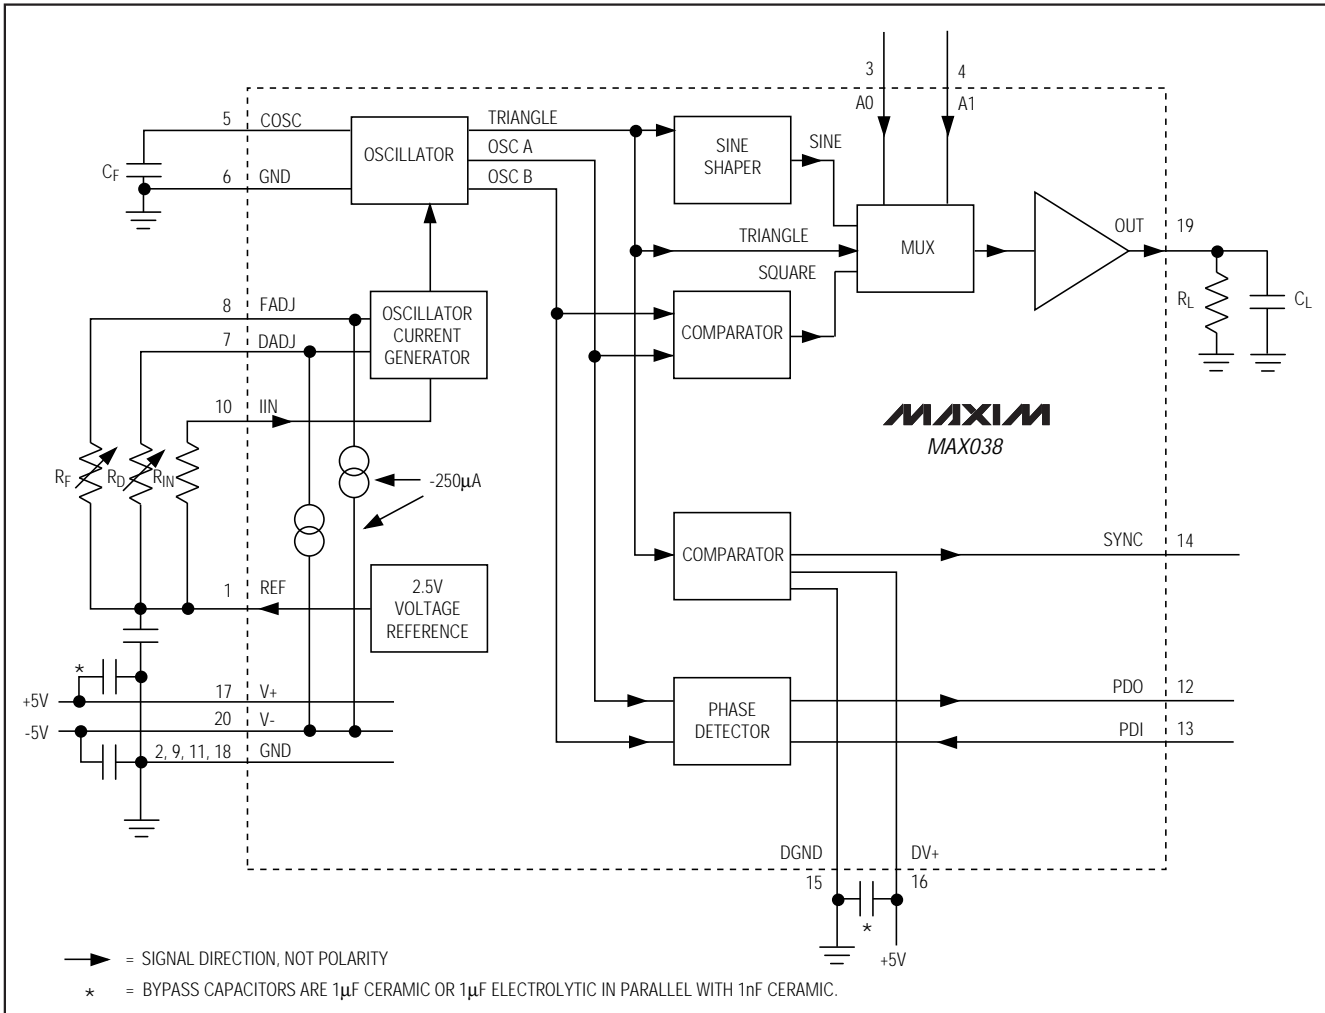 3
4
A0
A1
5
COSC
OSCILLATOR
TRIANGLE
OSC A
OSC B
SINE
SHAPER
SINE
CF
6
GND
TRIANGLE
MUX
OUT
19
SQUARE
RL
CL
8
FADJ
7
DADJ
OSCILLATOR
CURRENT
GENERATOR
COMPARATOR
10
IIN
MAXIM
MAX038
RF
RD
RIN
-250µA
COMPARATOR
SYNC
14
1
REF
2.5V
VOLTAGE
REFERENCE
*
+5V
17
V+
-5V
20
V-
2, 9, 11, 18
GND
PHASE
DETECTOR
PDO
12
PDI
13
DGND
DV+
15
16
*
+5V
= SIGNAL DIRECTION, NOT POLARITY
* = BYPASS CAPACITORS ARE 1µF CERAMIC OR 1µF ELECTROLYTIC IN PARALLEL WITH 1nF CERAMIC.